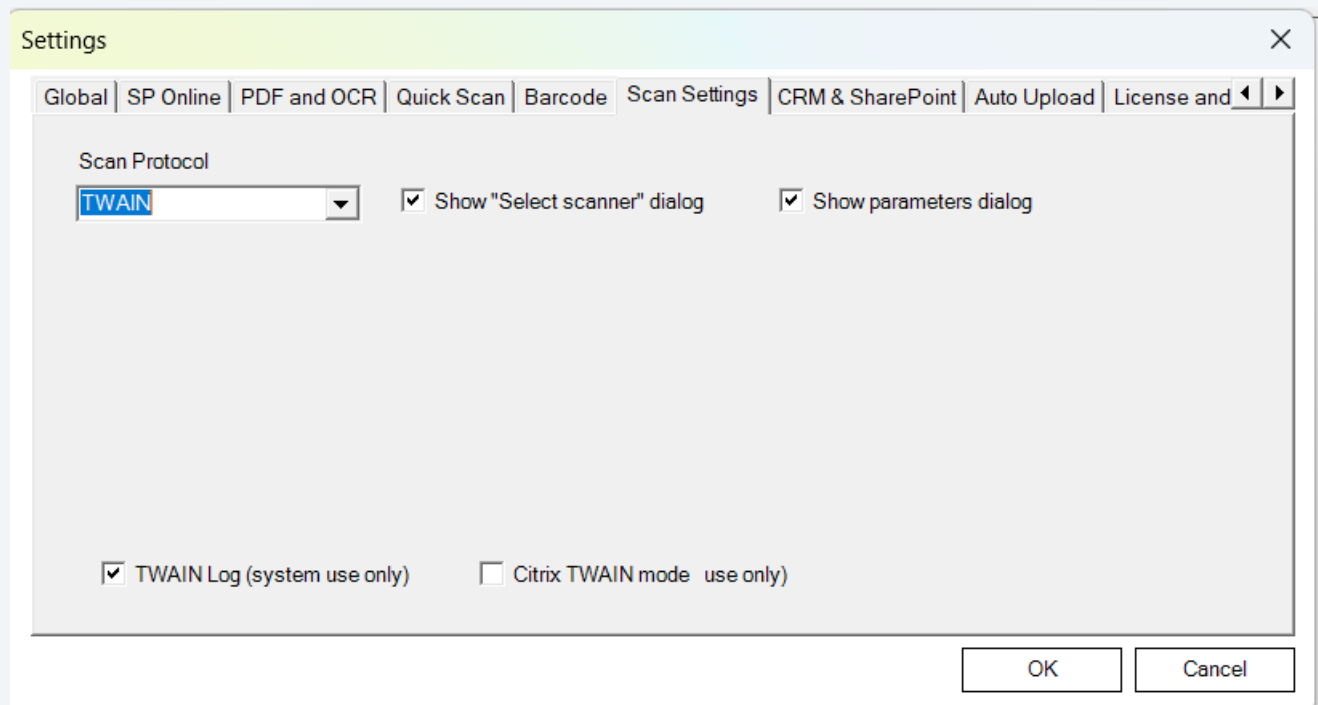 Settings
Global SP Online PDF and OCR Quick Scan Barcode Scan Settings CRM & SharePoint Auto Upload License and
Scan Protocol
TWAIN Show "Select scanner" dialog Show parameters dialog
TWAIN Log (system use only) Citrix TWAIN mode use only)
OK Cancel